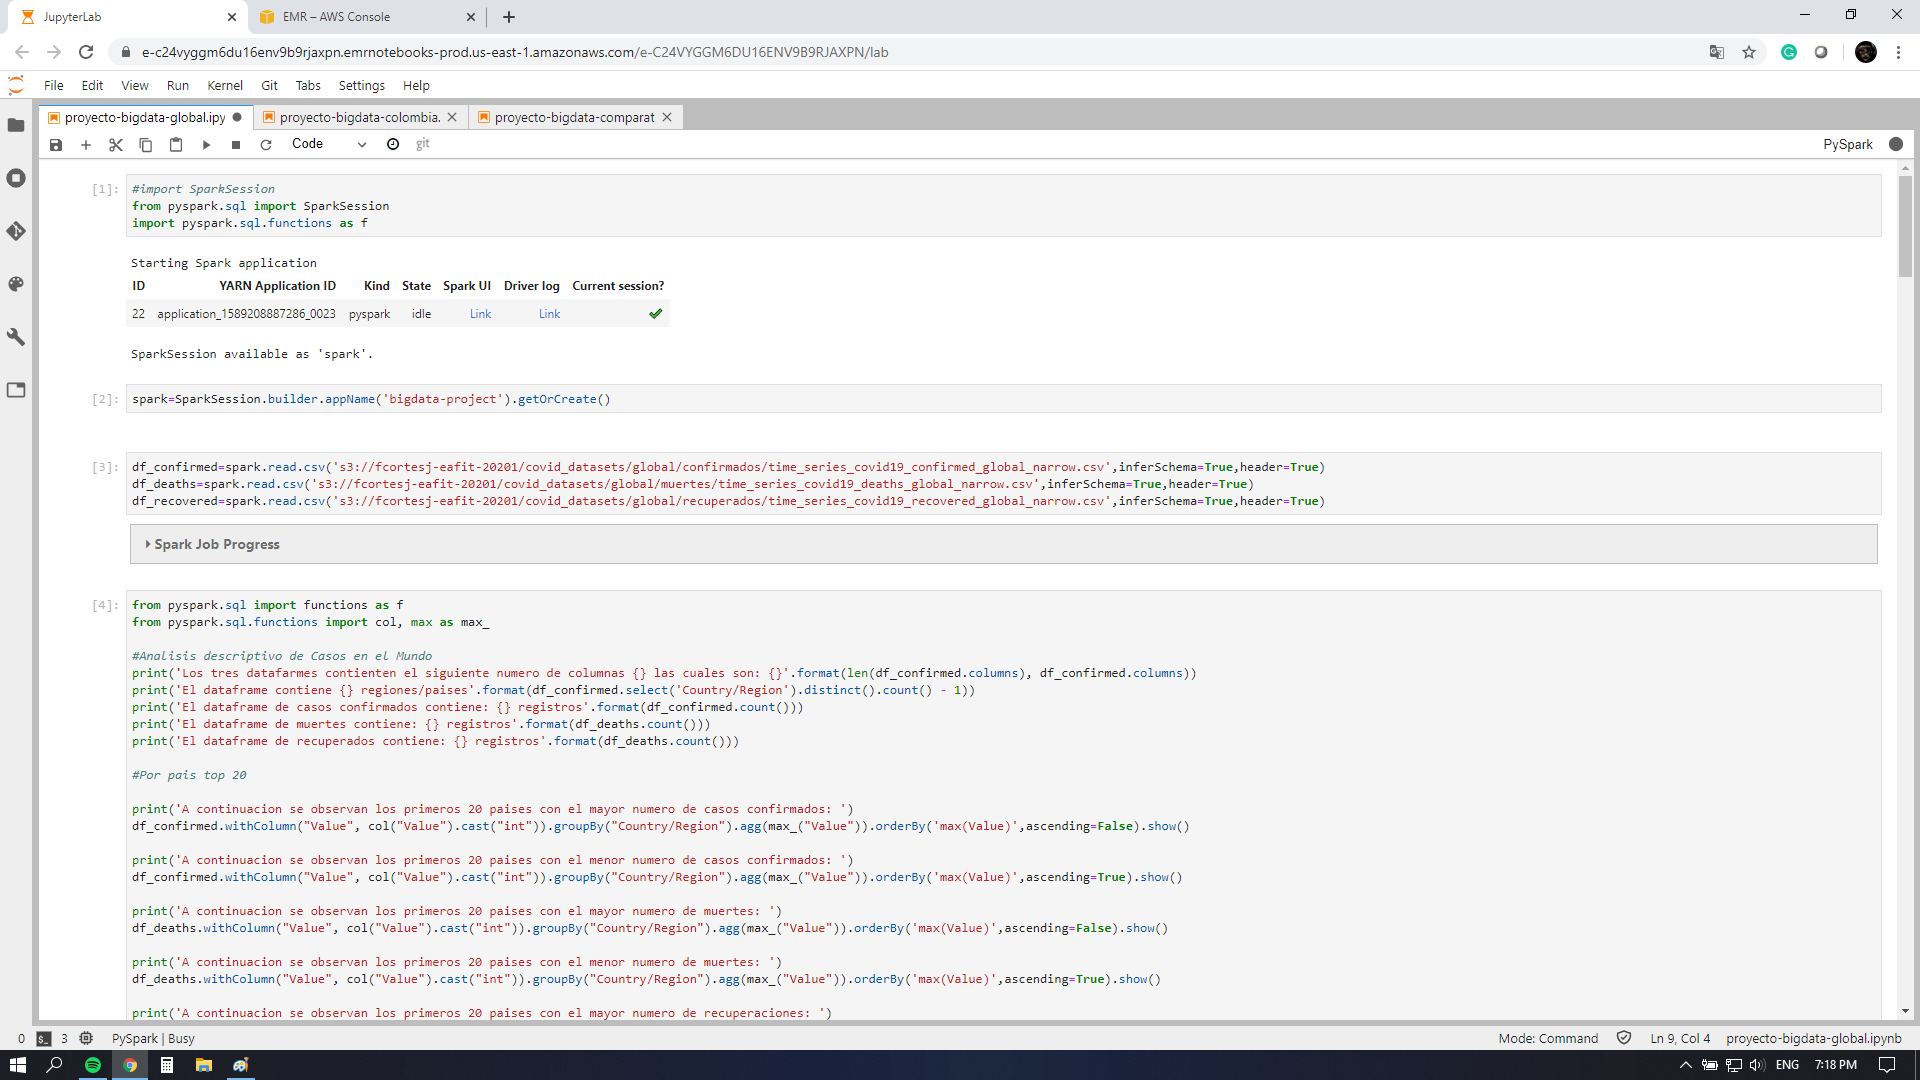 JupyterLab
EMR – AWS Console
e-c24vyggm6du16env9b9rjaxpn.emrnotebooks-prod.us-east-1.amazonaws.com/e-C24VYGGM6DU16ENV9B9RJAXPN/lab
File Edit View Run Kernel Git Tabs Settings Help
proyecto-bigdata-global.ipy
proyecto-bigdata-colombia.
proyecto-bigdata-comparat
Code
git
PySpark
[1]:
#import SparkSession
from pyspark.sql import SparkSession
import pyspark.sql.functions as f
Starting Spark application
ID YARN Application ID Kind State Spark UI Driver log Current session?
22 application_1589208887286_0023 pyspark idle Link Link ✔
SparkSession available as 'spark'.
[2]:
spark=SparkSession.builder.appName('bigdata-project').getOrCreate()
[3]:
df_confirmed=spark.read.csv('s3://fcortesj-eafit-20201/covid_datasets/global/confirmados/time_series_covid19_confirmed_global_narrow.csv',inferSchema=True,header=True)
df_deaths=spark.read.csv('s3://fcortesj-eafit-20201/covid_datasets/global/muertes/time_series_covid19_deaths_global_narrow.csv',inferSchema=True,header=True)
df_recovered=spark.read.csv('s3://fcortesj-eafit-20201/covid_datasets/global/recuperados/time_series_covid19_recovered_global_narrow.csv',inferSchema=True,header=True)
Spark Job Progress
[4]:
from pyspark.sql import functions as f
from pyspark.sql.functions import col, max as max_
#Analisis descriptivo de Casos en el Mundo
print('Los tres datafarmes contienten el siguiente numero de columnas {} las cuales son: {}'.format(len(df_confirmed.columns), df_confirmed.columns))
print('El dataframe contiene {} regiones/paises'.format(df_confirmed.select('Country/Region').distinct().count() - 1))
print('El dataframe de casos confirmados contiene: {} registros'.format(df_confirmed.count()))
print('El dataframe de muertes contiene: {} registros'.format(df_deaths.count()))
print('El dataframe de recuperados contiene: {} registros'.format(df_deaths.count()))
#Por pais top 20
print('A continuacion se observan los primeros 20 paises con el mayor numero de casos confirmados: ')
df_confirmed.withColumn("Value", col("Value").cast("int")).groupBy("Country/Region").agg(max_("Value")).orderBy('max(Value)',ascending=False).show()
print('A continuacion se observan los primeros 20 paises con el menor numero de casos confirmados: ')
df_confirmed.withColumn("Value", col("Value").cast("int")).groupBy("Country/Region").agg(max_("Value")).orderBy('max(Value)',ascending=True).show()
print('A continuacion se observan los primeros 20 paises con el mayor numero de muertes: ')
df_deaths.withColumn("Value", col("Value").cast("int")).groupBy("Country/Region").agg(max_("Value")).orderBy('max(Value)',ascending=False).show()
print('A continuacion se observan los primeros 20 paises con el menor numero de muertes: ')
df_deaths.withColumn("Value", col("Value").cast("int")).groupBy("Country/Region").agg(max_("Value")).orderBy('max(Value)',ascending=True).show()
print('A continuacion se observan los primeros 20 paises con el mayor numero de recuperaciones: ')
0 3 PySpark | Busy
Mode: Command
Ln 9, Col 4
proyecto-bigdata-global.ipynb
ENG
7:18 PM